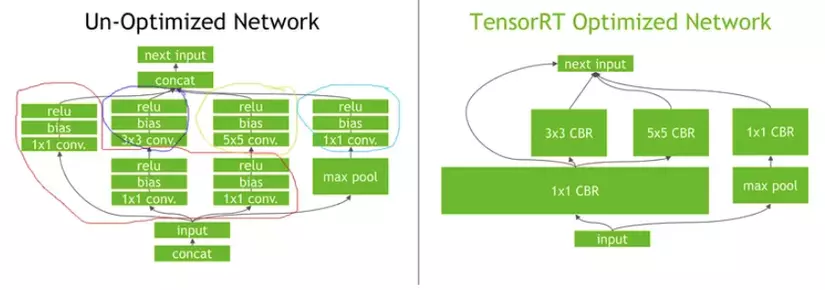 Un-Optimized Network
next input
concat
relu
bias
1x1 conv.
relu
bias
3x3 conv.
relu
bias
5x5 conv.
relu
bias
1x1 conv.
relu
bias
1x1 conv.
relu
bias
1x1 conv.
max pool
input
concat
TensorRT Optimized Network
next input
3x3 CBR
5x5 CBR
1x1 CBR
1x1 CBR
max pool
input